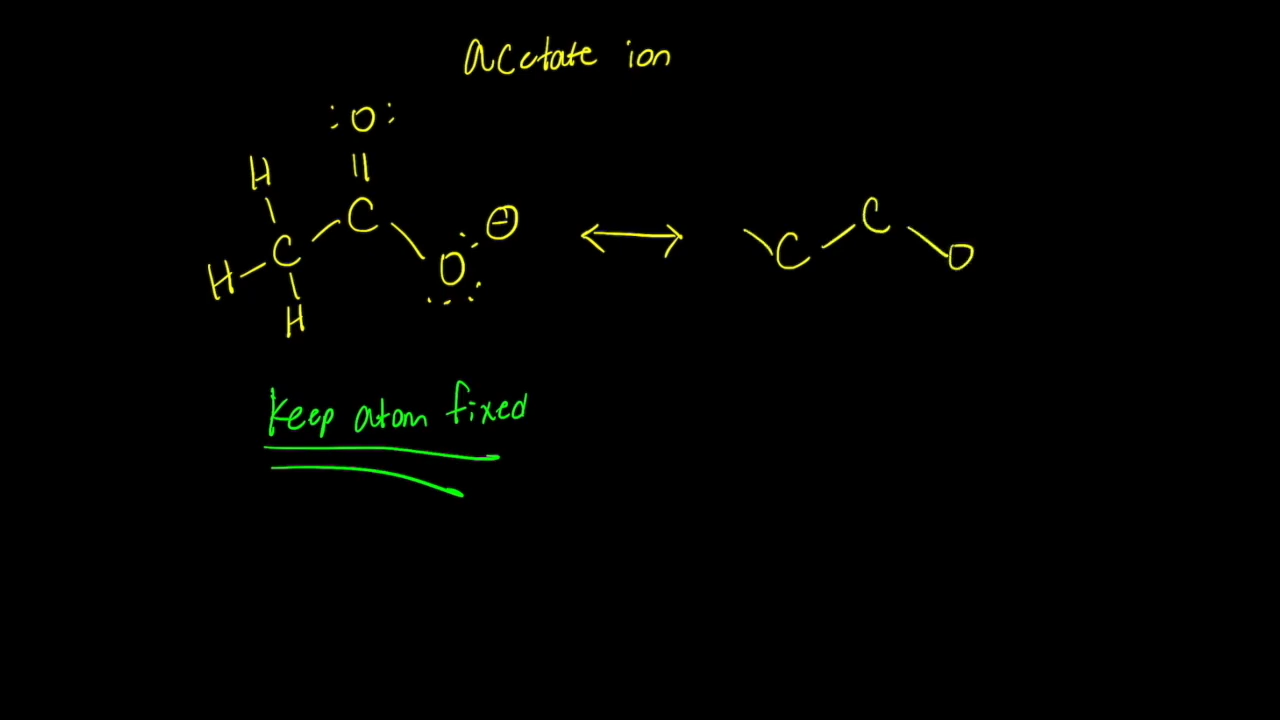 acetate ion
:O:
H
||
C
⊖
C
H
C
O
C
O
H
Keep atom fixed